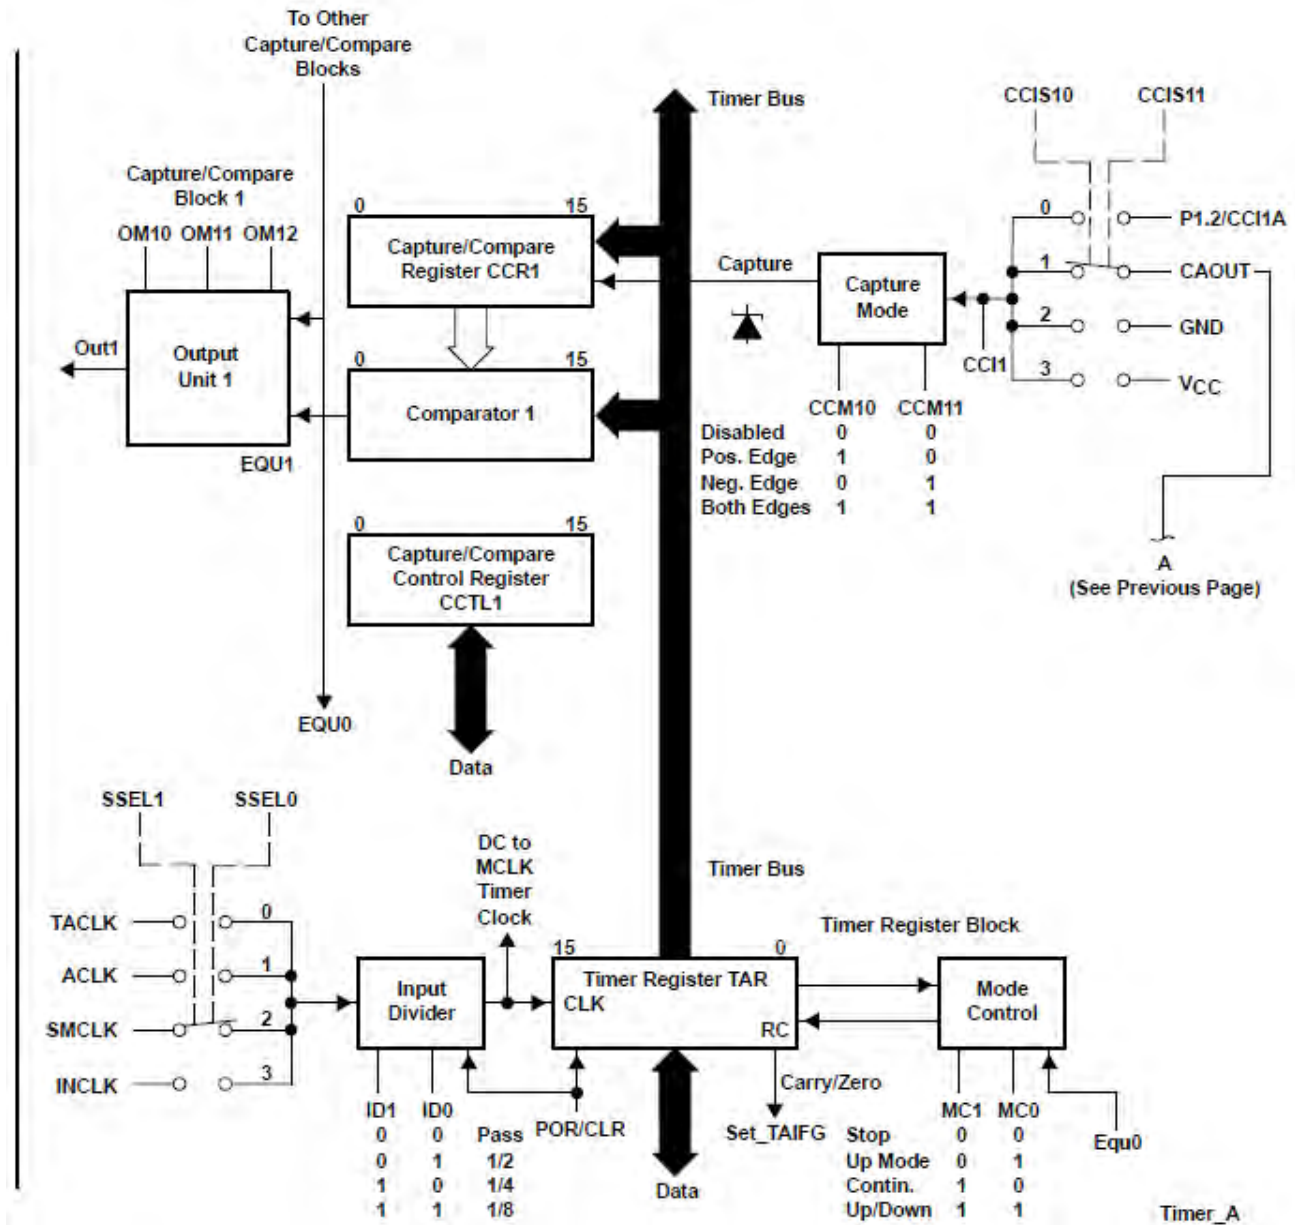 To Other
Capture/Compare
Blocks
Timer Bus
CCIS10 CCIS11
Capture/Compare
Block 1
OM10 OM11 OM12
0 15
Capture/Compare
Register CCR1
Capture
Capture
Mode
0 P1.2/CCI1A
1 CAOUT
2 GND
3 VCC
CCI1
Out1
Output
Unit 1
0 15
Comparator 1
EQU1
CCM10 CCM11
Disabled 0 0
Pos. Edge 1 0
Neg. Edge 0 1
Both Edges 1 1
0 15
Capture/Compare
Control Register
CCTL1
A
(See Previous Page)
EQU0
Data
SSEL1 SSEL0
DC to
MCLK
Timer
Clock
Timer Bus
TACLK 0
ACLK 1
SMCLK 2
INCLK 3
Timer Register Block
15 0
Input
Divider
Timer Register TAR
CLK
RC
Mode
Control
Carry/Zero
ID1 ID0
0 0 Pass
0 1 1/2
1 0 1/4
1 1 1/8
POR/CLR
Set_TAIFG
Data
MC1 MC0
Stop 0 0
Up Mode 0 1
Contin. 1 0
Up/Down 1 1
Equ0
Timer_A